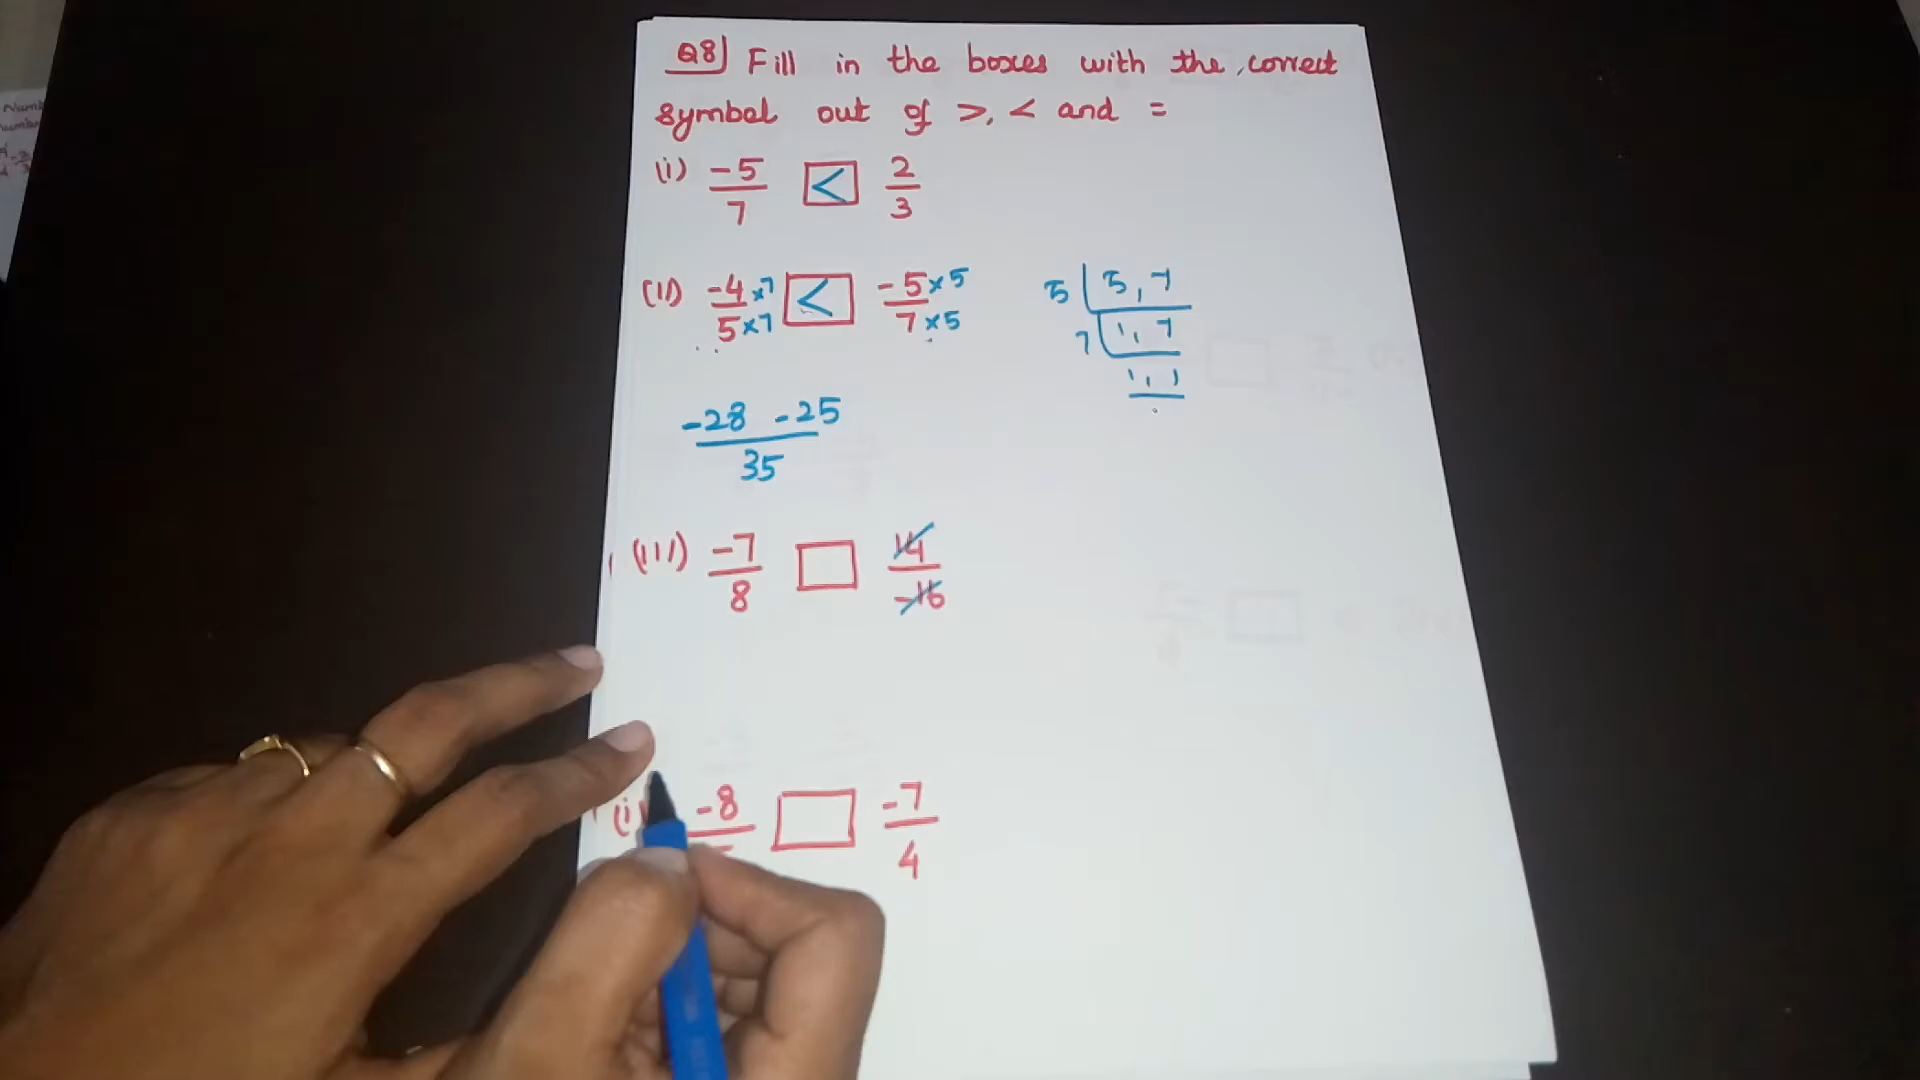 Q8] Fill in the boxes with the correct
symbol out of >, < and =
(i) -5/7 < 2/3
(ii) -4×7/5×7 < -5×5/7×5
5 | 5, 7
7 | 1, 7
1, 1
-28 -25/35
(iii) -7/8 □ 14/-16
-8 □ -7/4